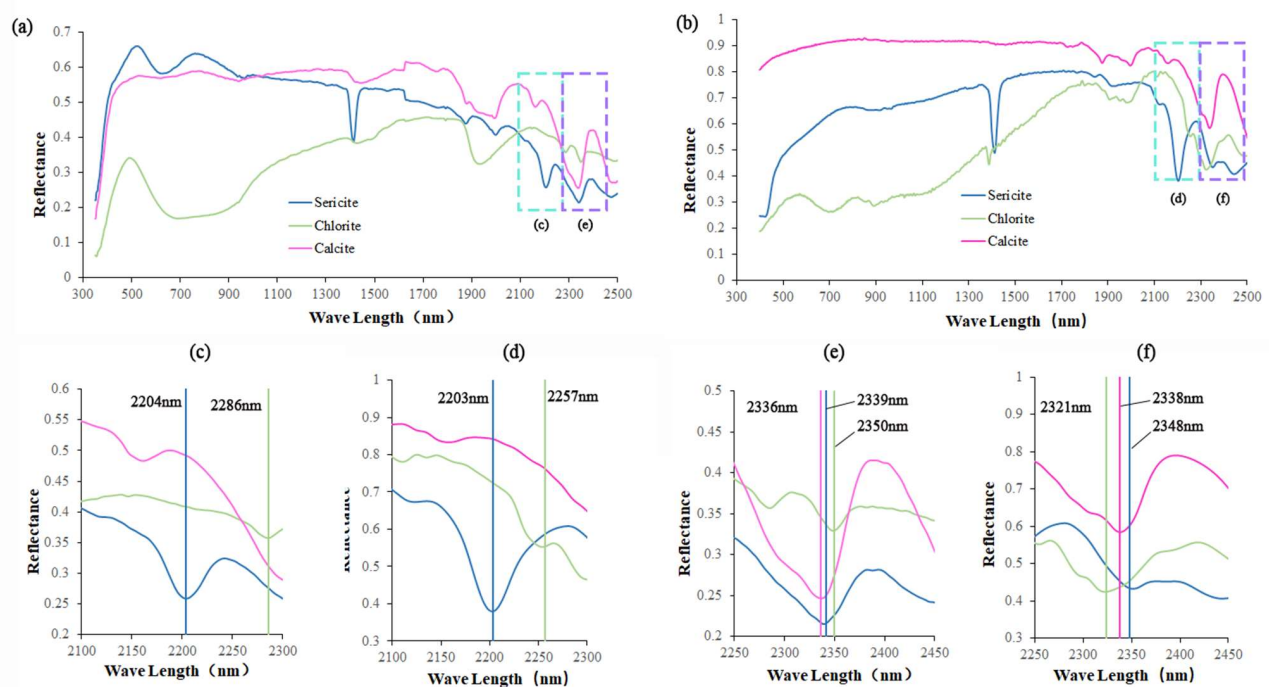 (a)
0.7
0.6
0.5
0.4
0.3
0.2
0.1
0
Reflectance
300 500 700 900 1100 1300 1500 1700 1900 2100 2300 2500
Wave Length（nm）
Sericite
Chlorite
Calcite
(c)
(e)
(b)
1
0.9
0.8
0.7
0.6
0.5
0.4
0.3
0.2
0.1
0
Reflectance
300 500 700 900 1100 1300 1500 1700 1900 2100 2300 2500
Wave Length（nm）
Sericite
Chlorite
Calcite
(d)
(f)
(c)
0.6
0.55
0.5
0.45
0.4
0.35
0.3
0.25
0.2
Reflectance
2204nm 2286nm
2100 2150 2200 2250 2300
Wave Length（nm）
(d)
1
0.9
0.8
0.7
0.6
0.5
0.4
0.3
Reflectance
2203nm 2257nm
2100 2150 2200 2250 2300
Wave Length（nm）
(e)
0.5
0.45
0.4
0.35
0.3
0.25
0.2
Reflectance
2336nm 2339nm
2350nm
2250 2300 2350 2400 2450
Wave Length（nm）
(f)
1
0.9
0.8
0.7
0.6
0.5
0.4
0.3
Reflectance
2321nm 2338nm
2348nm
2250 2300 2350 2400 2450
Wave Length（nm）